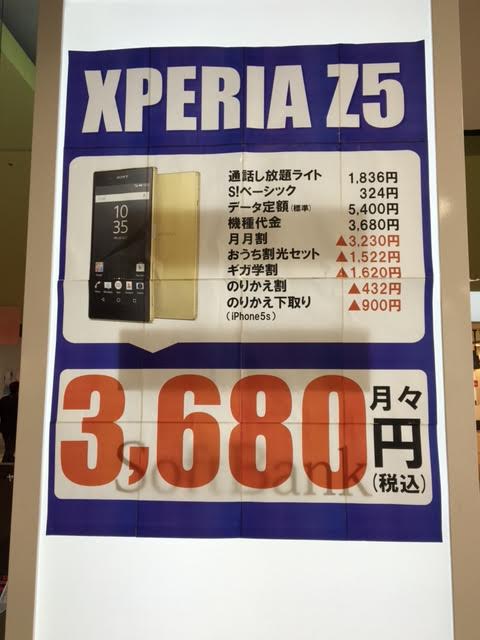 XPERIA Z5
通話し放題ライト 1,836円
S!ベーシック 324円
データ定額(標準) 5,400円
機種代金 3,680円
月月割 ▲3,230円
おうち割光セット ▲1,522円
ギガ学割 ▲1,620円
のりかえ割 ▲432円
のりかえ下取り ▲900円
(iPhone5s)
SONY
10
35
3,680 月々
円
(税込)
SoftBank